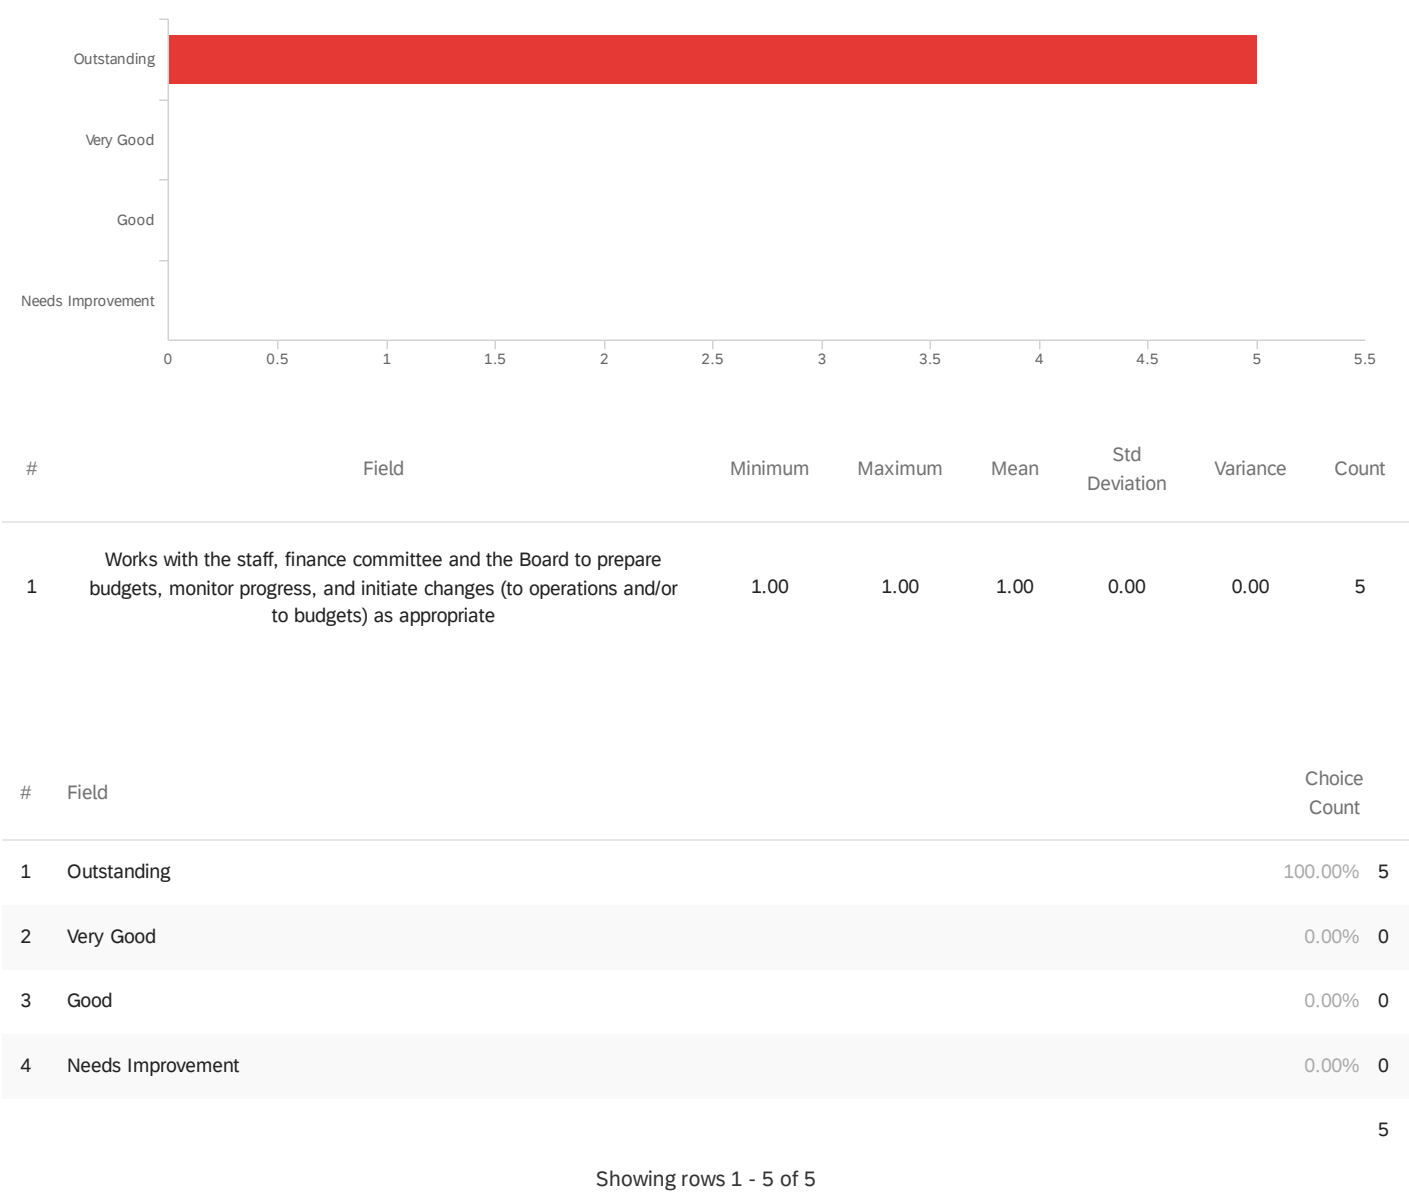 Outstanding
Very Good
Good
Needs Improvement
0 0.5 1 1.5 2 2.5 3 3.5 4 4.5 5 5.5
# Field Minimum Maximum Mean Std Deviation Variance Count
1 Works with the staff, finance committee and the Board to prepare
budgets, monitor progress, and initiate changes (to operations and/or
to budgets) as appropriate 1.00 1.00 1.00 0.00 0.00 5
# Field Choice Count
1 Outstanding 100.00% 5
2 Very Good 0.00% 0
3 Good 0.00% 0
4 Needs Improvement 0.00% 0
5
Showing rows 1 - 5 of 5